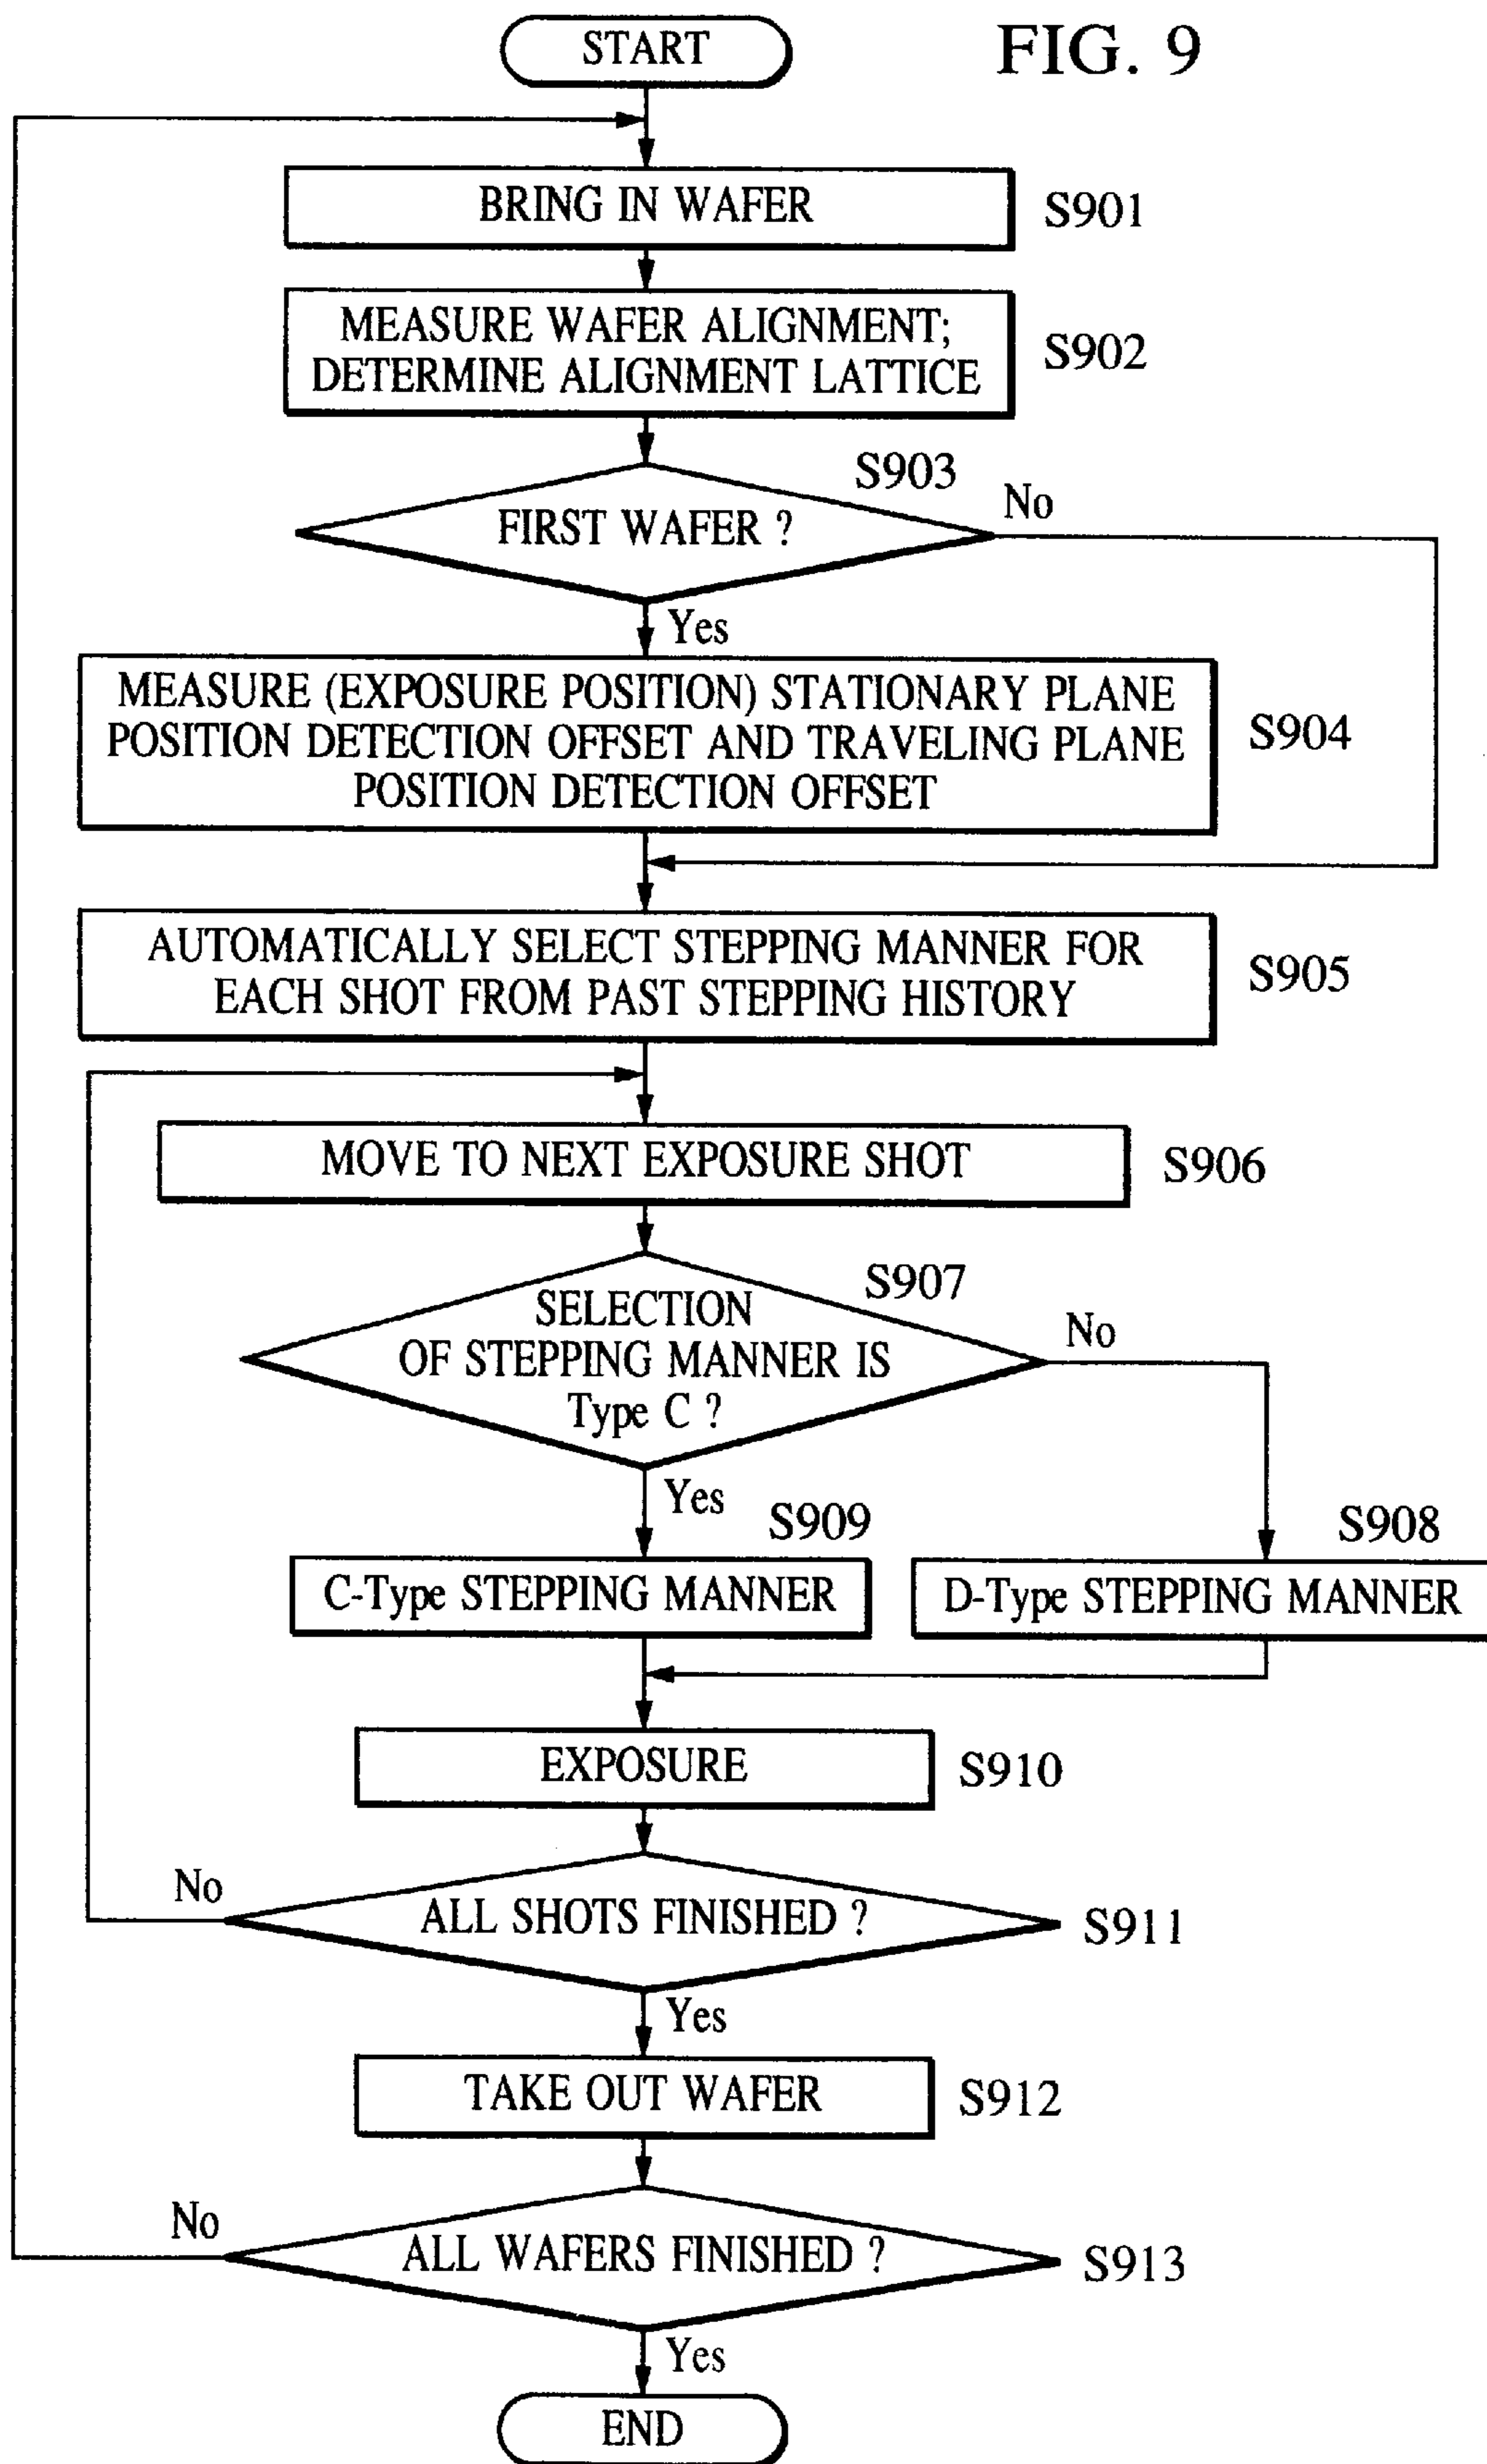 START
FIG. 9
BRING IN WAFER
S901
MEASURE WAFER ALIGNMENT;
DETERMINE ALIGNMENT LATTICE
S902
S903
FIRST WAFER ?
No
Yes
MEASURE (EXPOSURE POSITION) STATIONARY PLANE
POSITION DETECTION OFFSET AND TRAVELING PLANE
POSITION DETECTION OFFSET
S904
AUTOMATICALLY SELECT STEPPING MANNER FOR
EACH SHOT FROM PAST STEPPING HISTORY
S905
MOVE TO NEXT EXPOSURE SHOT
S906
S907
SELECTION
OF STEPPING MANNER IS
Type C ?
No
Yes
S909
S908
C-Type STEPPING MANNER
D-Type STEPPING MANNER
EXPOSURE
S910
No
ALL SHOTS FINISHED ?
S911
Yes
TAKE OUT WAFER
S912
No
ALL WAFERS FINISHED ?
S913
Yes
END